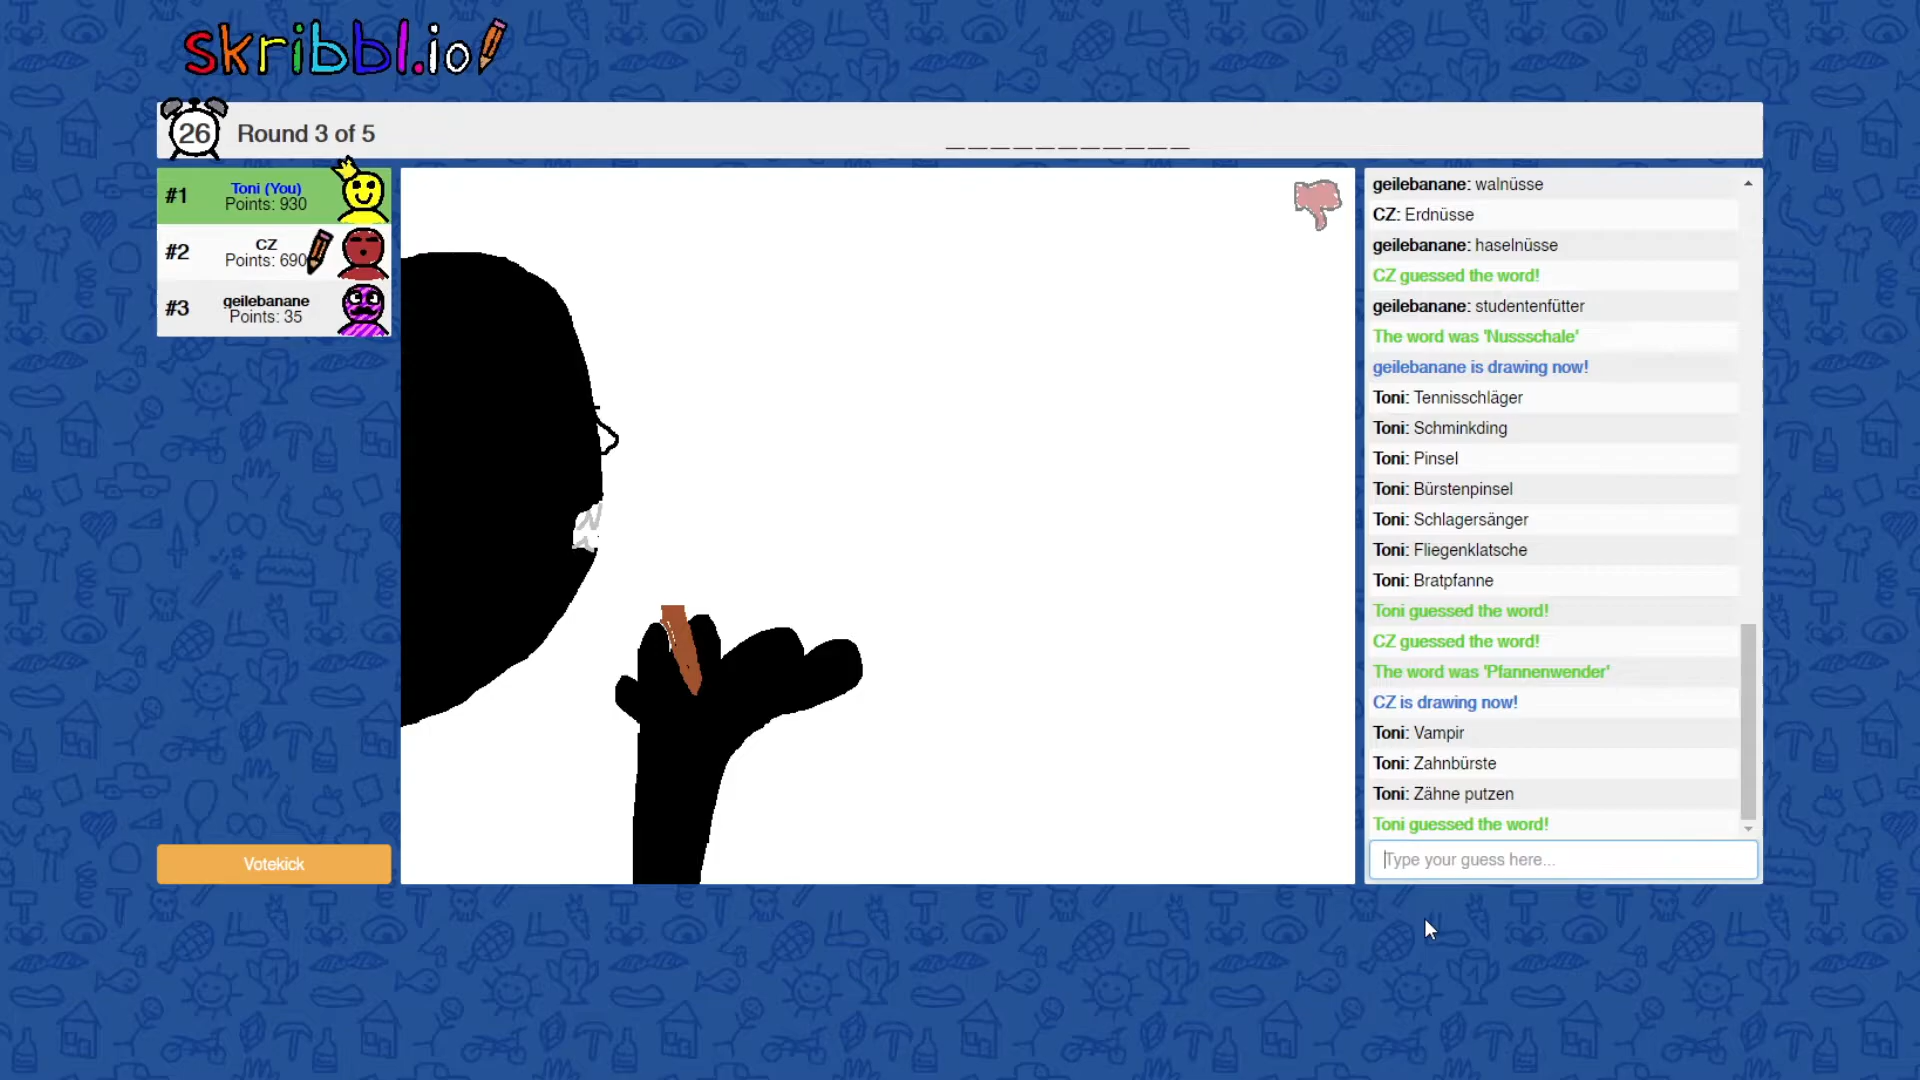 skribbl.io
26
Round 3 of 5
___________
#1
Toni (You)
Points: 930
#2
CZ
Points: 690
#3
geilebanane
Points: 35
Votekick
geilebanane: walnüsse
CZ: Erdnüsse
geilebanane: haselnüsse
CZ guessed the word!
geilebanane: studentenfütter
The word was 'Nussschale'
geilebanane is drawing now!
Toni: Tennisschläger
Toni: Schminkding
Toni: Pinsel
Toni: Bürstenpinsel
Toni: Schlagersänger
Toni: Fliegenklatsche
Toni: Bratpfanne
Toni guessed the word!
CZ guessed the word!
The word was 'Pfannenwender'
CZ is drawing now!
Toni: Vampir
Toni: Zahnbürste
Toni: Zähne putzen
Toni guessed the word!
Type your guess here...